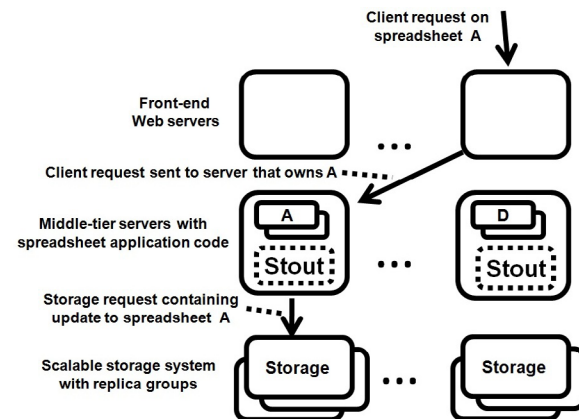 Client request on
spreadsheet A
Front-end
Web servers
...
Client request sent to server that owns A
Middle-tier servers with
spreadsheet application code
A
Stout
...
D
Stout
Storage request containing
update to spreadsheet A
Scalable storage system
with replica groups
Storage
...
Storage